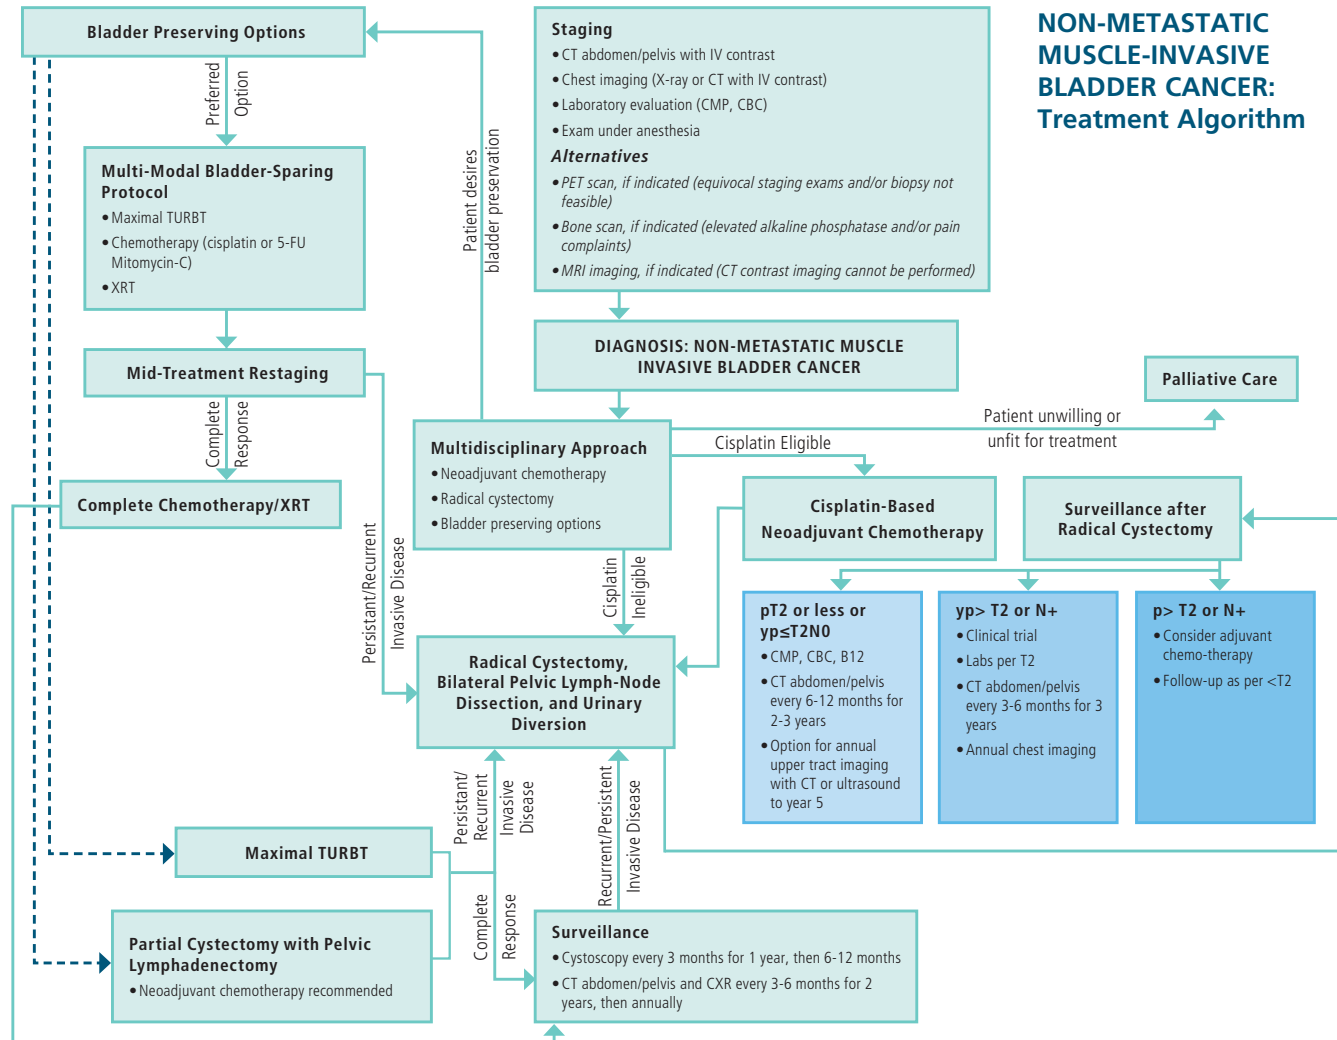 NON-METASTATIC
MUSCLE-INVASIVE
BLADDER CANCER:
Treatment Algorithm
Bladder Preserving Options
Preferred
Option
Multi-Modal Bladder-Sparing
Protocol
• Maximal TURBT
• Chemotherapy (cisplatin or 5-FU
Mitomycin-C)
• XRT
Mid-Treatment Restaging
Complete
Response
Complete Chemotherapy/XRT
Persistant/Recurrent
Invasive Disease
Patient desires
bladder preservation
Staging
• CT abdomen/pelvis with IV contrast
• Chest imaging (X-ray or CT with IV contrast)
• Laboratory evaluation (CMP, CBC)
• Exam under anesthesia
Alternatives
• PET scan, if indicated (equivocal staging exams and/or biopsy not
feasible)
• Bone scan, if indicated (elevated alkaline phosphatase and/or pain
complaints)
• MRI imaging, if indicated (CT contrast imaging cannot be performed)
DIAGNOSIS: NON-METASTATIC MUSCLE
INVASIVE BLADDER CANCER
Multidisciplinary Approach
• Neoadjuvant chemotherapy
• Radical cystectomy
• Bladder preserving options
Patient unwilling or
unfit for treatment
Palliative Care
Cisplatin Eligible
Cisplatin-Based
Neoadjuvant Chemotherapy
Cisplatin
Ineligible
Surveillance after
Radical Cystectomy
pT2 or less or
yp≤T2N0
• CMP, CBC, B12
• CT abdomen/pelvis
every 6-12 months for
2-3 years
• Option for annual
upper tract imaging
with CT or ultrasound
to year 5
yp> T2 or N+
• Clinical trial
• Labs per T2
• CT abdomen/pelvis
every 3-6 months for 3
years
• Annual chest imaging
p> T2 or N+
• Consider adjuvant
chemo-therapy
• Follow-up as per <T2
Radical Cystectomy,
Bilateral Pelvic Lymph-Node
Dissection, and Urinary
Diversion
Persistant/
Recurrent
Invasive
Disease
Recurrent/Persistent
Invasive Disease
Maximal TURBT
Partial Cystectomy with Pelvic
Lymphadenectomy
• Neoadjuvant chemotherapy recommended
Complete
Response
Surveillance
• Cystoscopy every 3 months for 1 year, then 6-12 months
• CT abdomen/pelvis and CXR every 3-6 months for 2
years, then annually